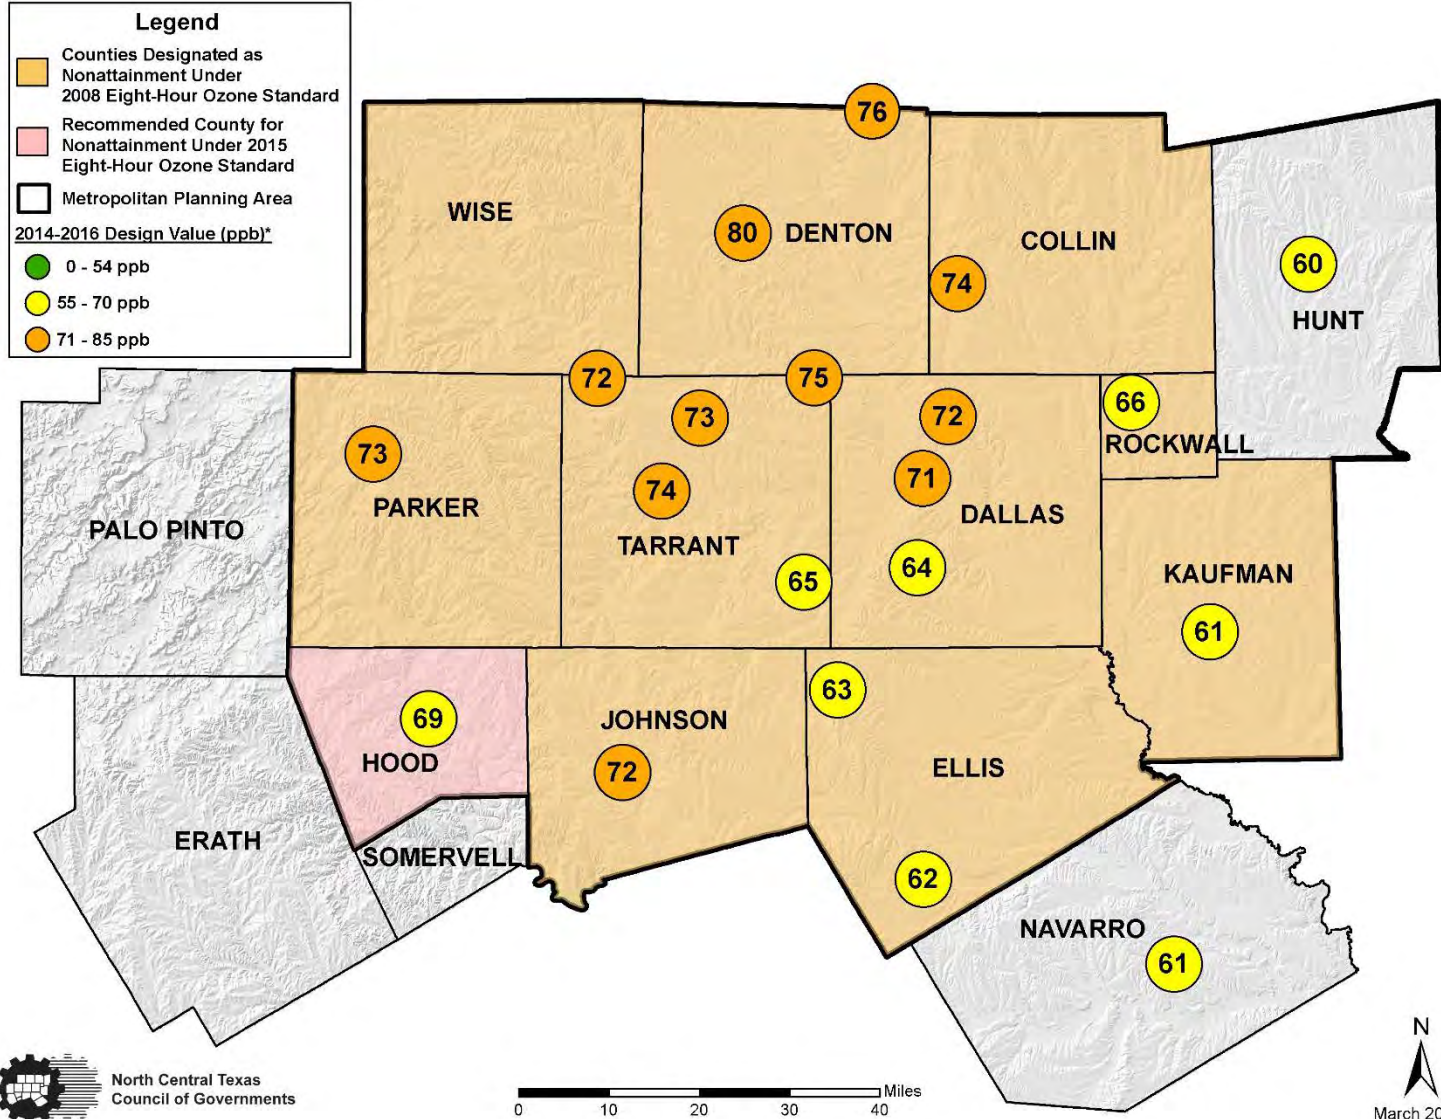 Legend
Counties Designated as
Nonattainment Under
2008 Eight-Hour Ozone Standard
Recommended County for
Nonattainment Under 2015
Eight-Hour Ozone Standard
Metropolitan Planning Area
2014-2016 Design Value (ppb)*
0 - 54 ppb
55 - 70 ppb
71 - 85 ppb
76
WISE
80
DENTON
COLLIN
74
60
HUNT
72
75
73
72
66
ROCKWALL
73
74
71
PARKER
DALLAS
PALO PINTO
TARRANT
65
64
KAUFMAN
61
69
HOOD
JOHNSON
72
63
ELLIS
ERATH
SOMERVELL
62
NAVARRO
61
North Central Texas
Council of Governments
0 10 20 30 40 Miles
N
March 20